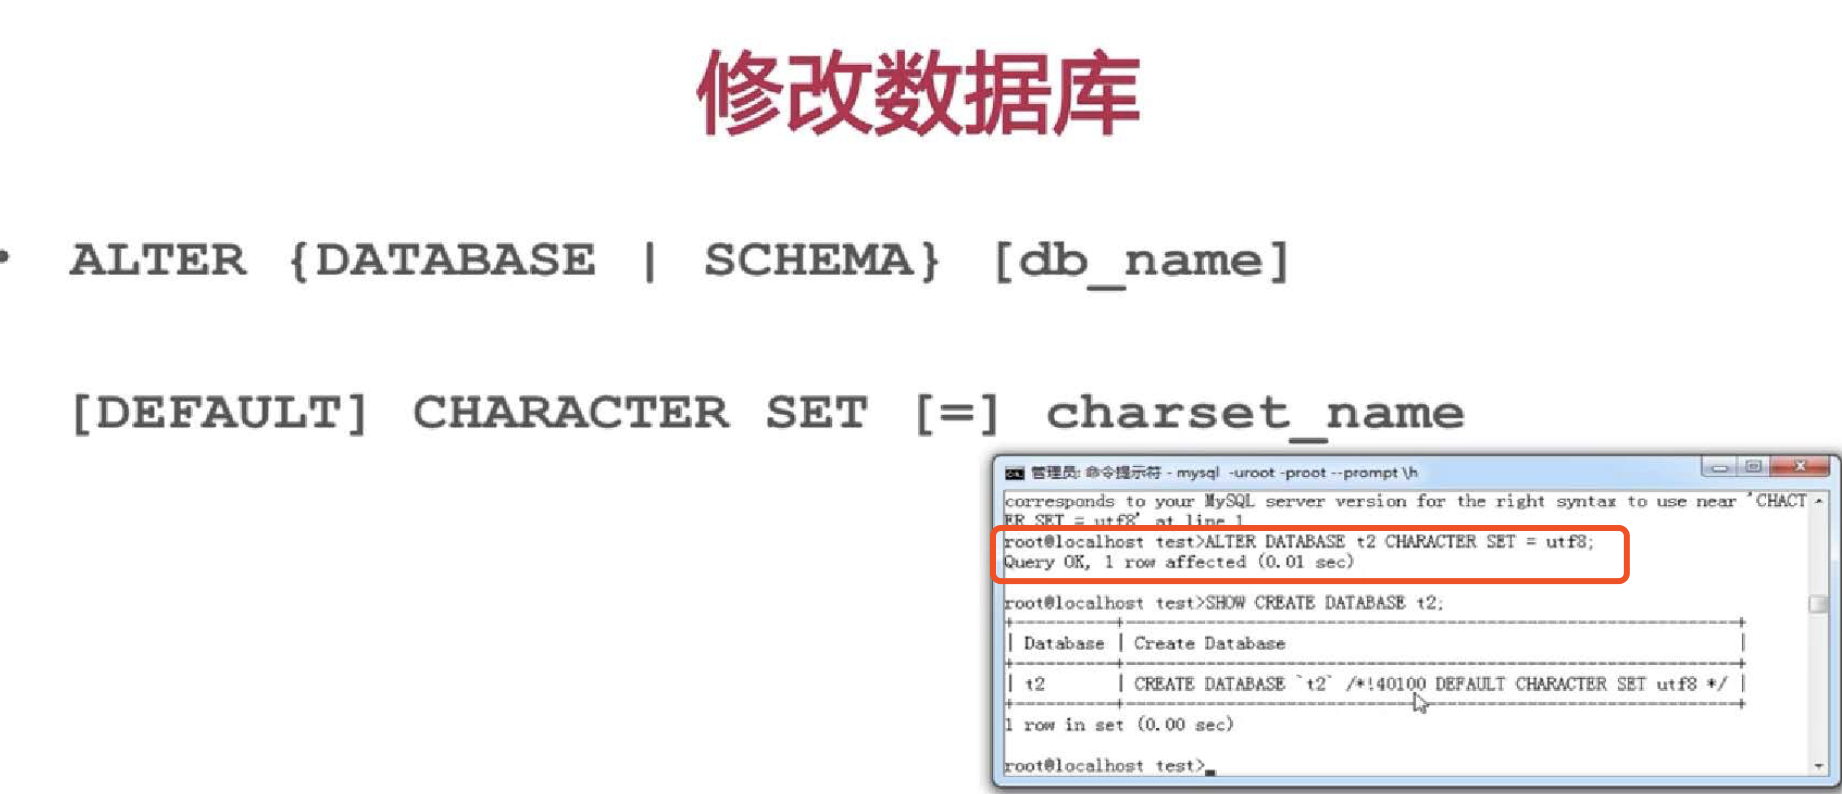 修改数据库
• ALTER {DATABASE | SCHEMA} [db_name]
[DEFAULT] CHARACTER SET [=] charset_name
管理员: 命令提示符 - mysql -uroot -proot --prompt \h
corresponds to your MySQL server version for the right syntax to use near 'CHACT
ER SET = utf8' at line 1
root@localhost test>ALTER DATABASE t2 CHARACTER SET = utf8;
Query OK, 1 row affected (0.01 sec)
root@localhost test>SHOW CREATE DATABASE t2;
+----------+-------------------------------------------------------------+
| Database | Create Database                                             |
+----------+-------------------------------------------------------------+
| t2       | CREATE DATABASE `t2` /*!40100 DEFAULT CHARACTER SET utf8 */ |
+----------+-------------------------------------------------------------+
1 row in set (0.00 sec)
root@localhost test>_